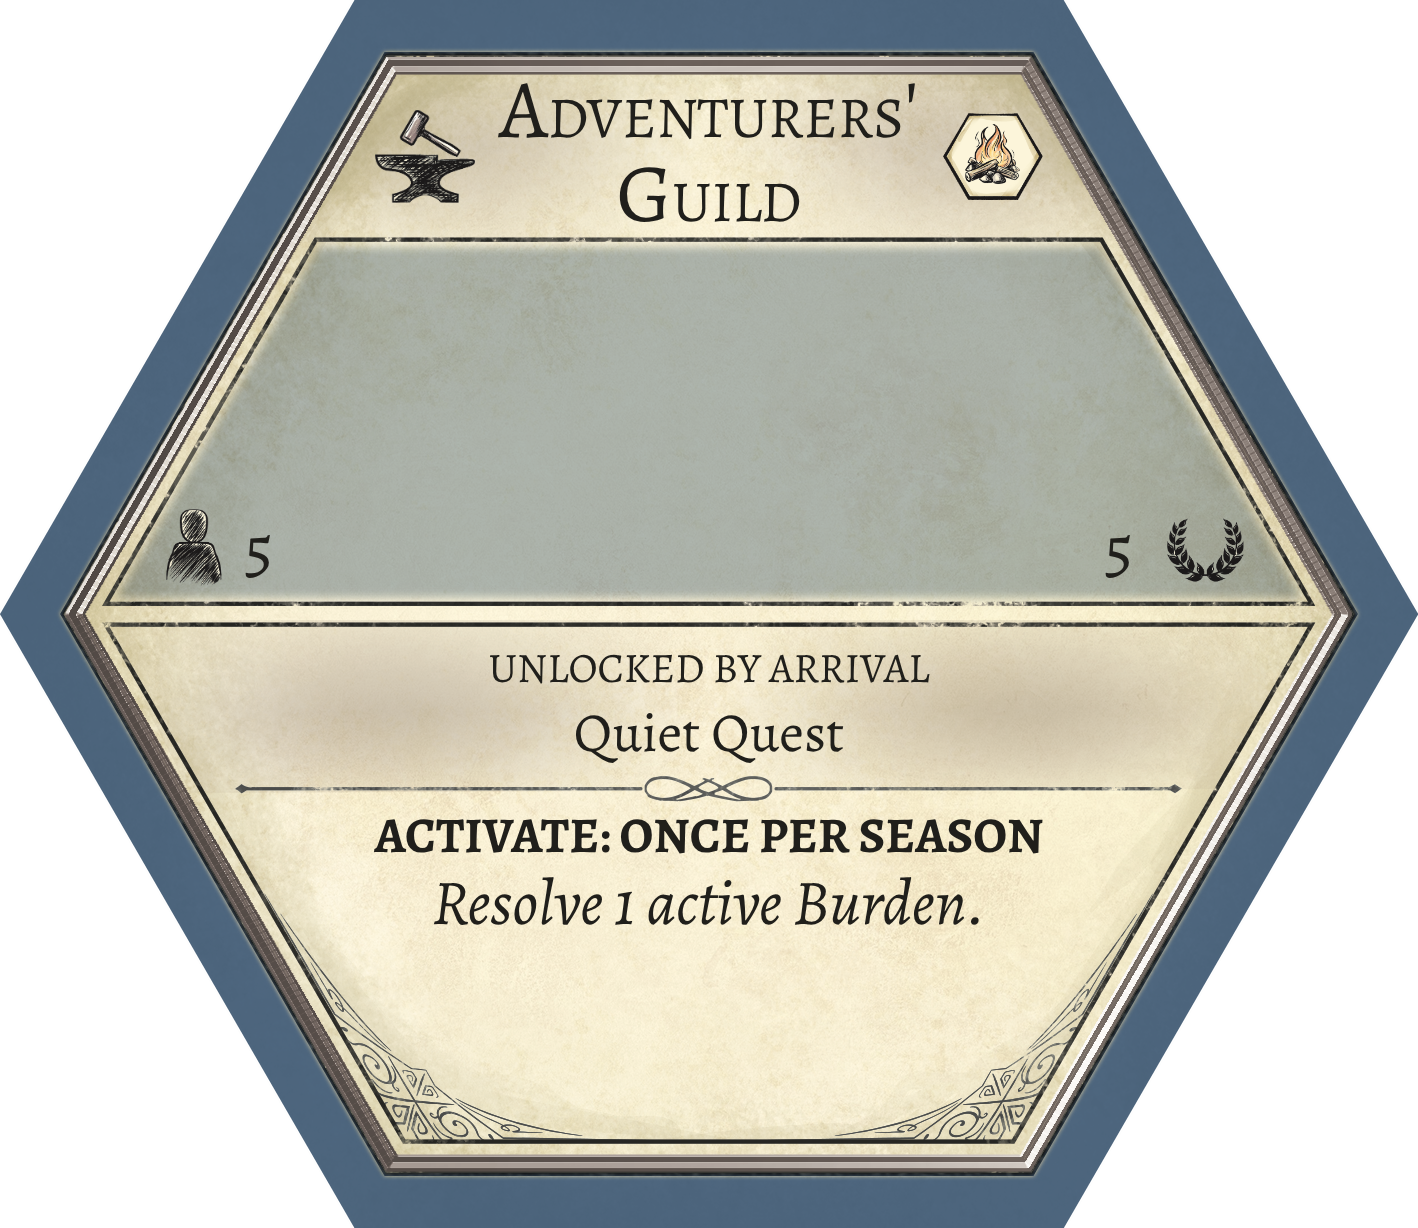 Adventurers'
Guild
5
5
UNLOCKED BY ARRIVAL
Quiet Quest
ACTIVATE: ONCE PER SEASON
Resolve 1 active Burden.